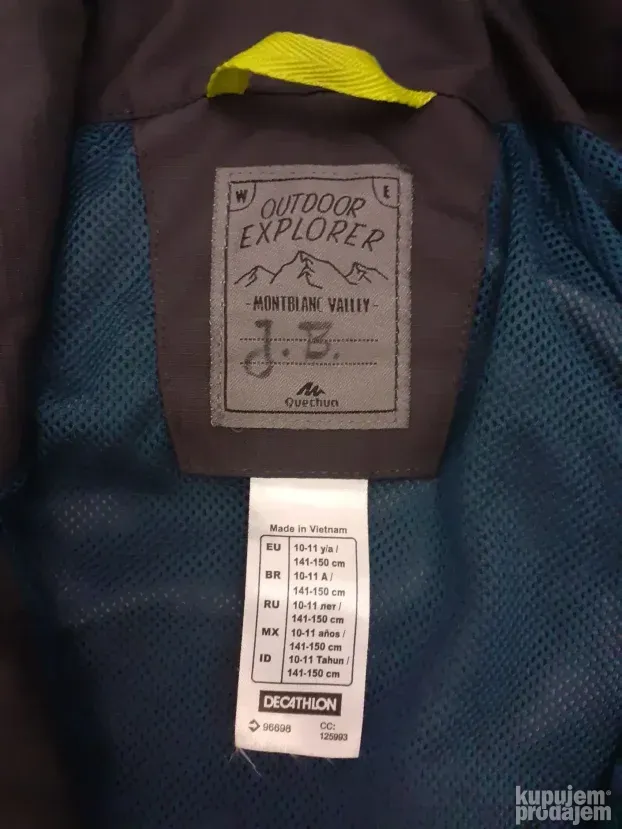 W E
OUTDOOR
EXPLORER
-MONTBLANC VALLEY-
J.B.
Quechua
Made in Vietnam
EU 10-11 y/a /
141-150 cm
BR 10-11 A /
141-150 cm
RU 10-11 лет /
141-150 cm
MX 10-11 años /
141-150 cm
ID 10-11 Tahun /
141-150 cm
DECATHLON
96698 CC:
125993
kupujem
prodajem